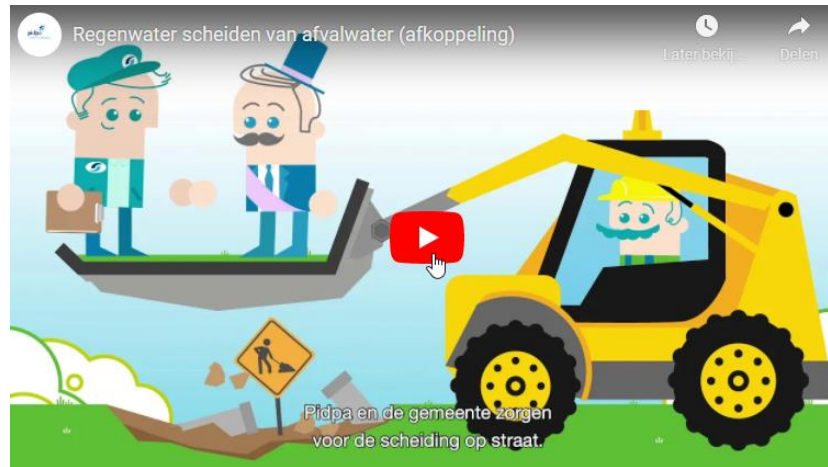 Regenwater scheiden van afvalwater (afkoppeling)
Later bekij...
Delen
Pidpa en de gemeente zorgen
voor de scheiding op straat.